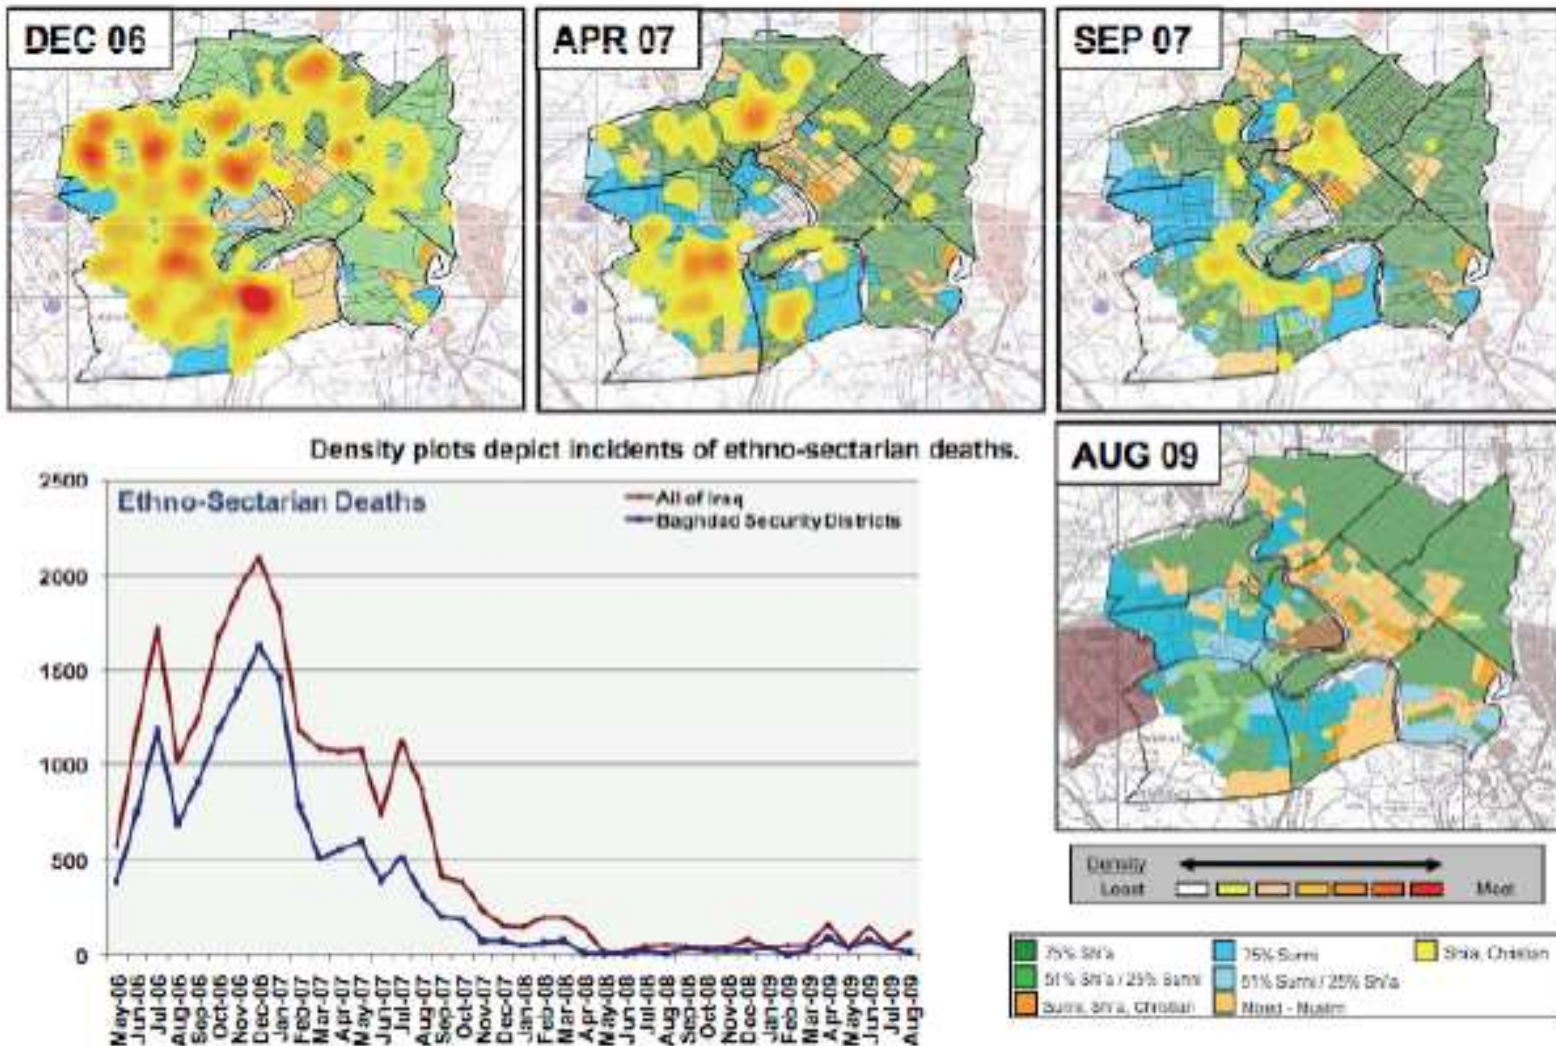 DEC 06
APR 07
SEP 07
Density plots depict incidents of ethno-sectarian deaths.
AUG 09
Ethno-Sectarian Deaths
All of Iraq
Baghdad Security Districts
2500
2000
1500
1000
500
0
May-06
Jun-06
Jul-06
Aug-06
Sep-06
Oct-06
Nov-06
Dec-06
Jan-07
Feb-07
Mar-07
Apr-07
May-07
Jun-07
Jul-07
Aug-07
Sep-07
Oct-07
Nov-07
Dec-07
Jan-08
Feb-08
Mar-08
Apr-08
May-08
Jun-08
Jul-08
Aug-08
Sep-08
Oct-08
Nov-08
Dec-08
Jan-09
Feb-09
Mar-09
Apr-09
May-09
Jun-09
Jul-09
Aug-09
Density
Least Most
75% Shi'a
75% Sunni
Shi'a, Christian
51% Shi'a / 25% Sunni
51% Sunni / 25% Shi'a
Sunni, Shi'a, Christian
Mixed - Muslim